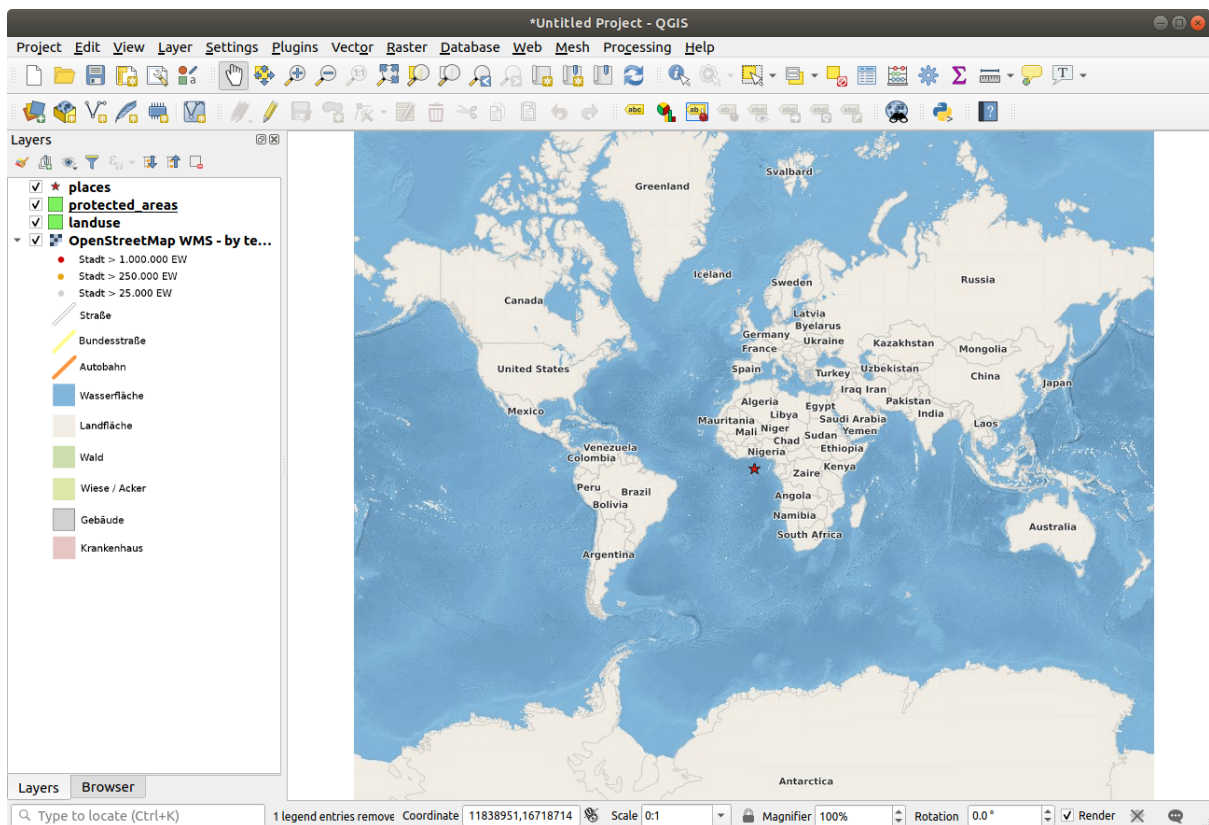 *Untitled Project - QGIS
Project Edit View Layer Settings Plugins Vector Raster Database Web Mesh Processing Help
Layers
places
protected_areas
landuse
OpenStreetMap WMS - by te...
Stadt > 1.000.000 EW
Stadt > 250.000 EW
Stadt > 25.000 EW
Straße
Bundesstraße
Autobahn
Wasserfläche
Landfläche
Wald
Wiese / Acker
Gebäude
Krankenhaus
Greenland
Svalbard
Iceland
Sweden
Russia
Canada
Latvia
Byelarus
Germany
Ukraine
France
Kazakhstan
Mongolia
United States
Spain
Turkey
Uzbekistan
China
Japan
Iraq Iran
Mexico
Algeria
Egypt
Pakistan
Libya
Saudi Arabia
India
Mauritania
Mali
Niger
Yemen
Laos
Chad
Sudan
Venezuela
Nigeria
Ethiopia
Colombia
Zaire
Kenya
Peru
Brazil
Angola
Bolivia
Namibia
Australia
South Africa
Argentina
Antarctica
Layers Browser
Type to locate (Ctrl+K) 1 legend entries remove Coordinate 11838951,16718714 Scale 0:1 Magnifier 100% Rotation 0.0 ° Render